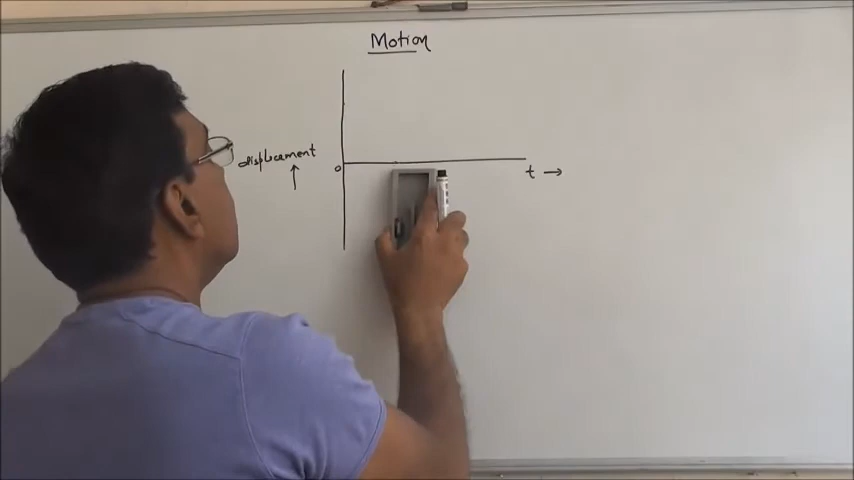 Motion
displacement
↑
0
t →